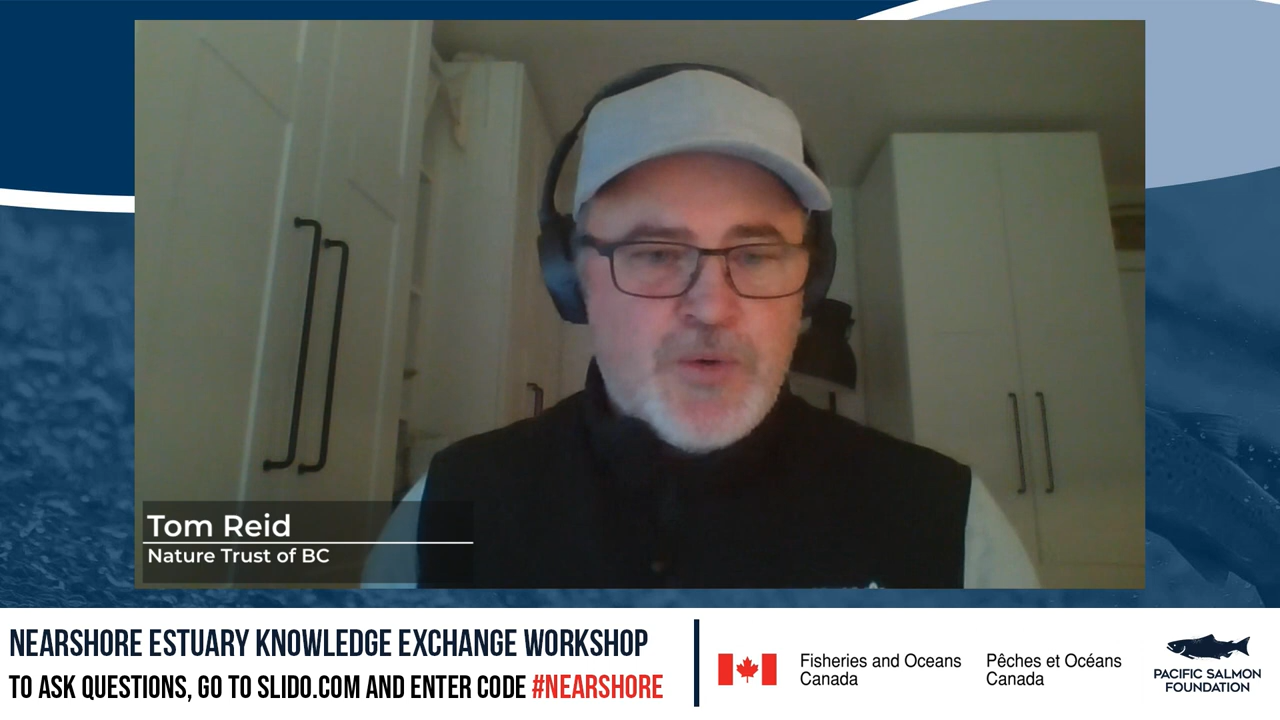 Tom Reid
Nature Trust of BC
NEARSHORE ESTUARY KNOWLEDGE EXCHANGE WORKSHOP
TO ASK QUESTIONS, GO TO SLIDO.COM AND ENTER CODE #NEARSHORE
Fisheries and Oceans
Canada
Pêches et Océans
Canada
PACIFIC SALMON
FOUNDATION